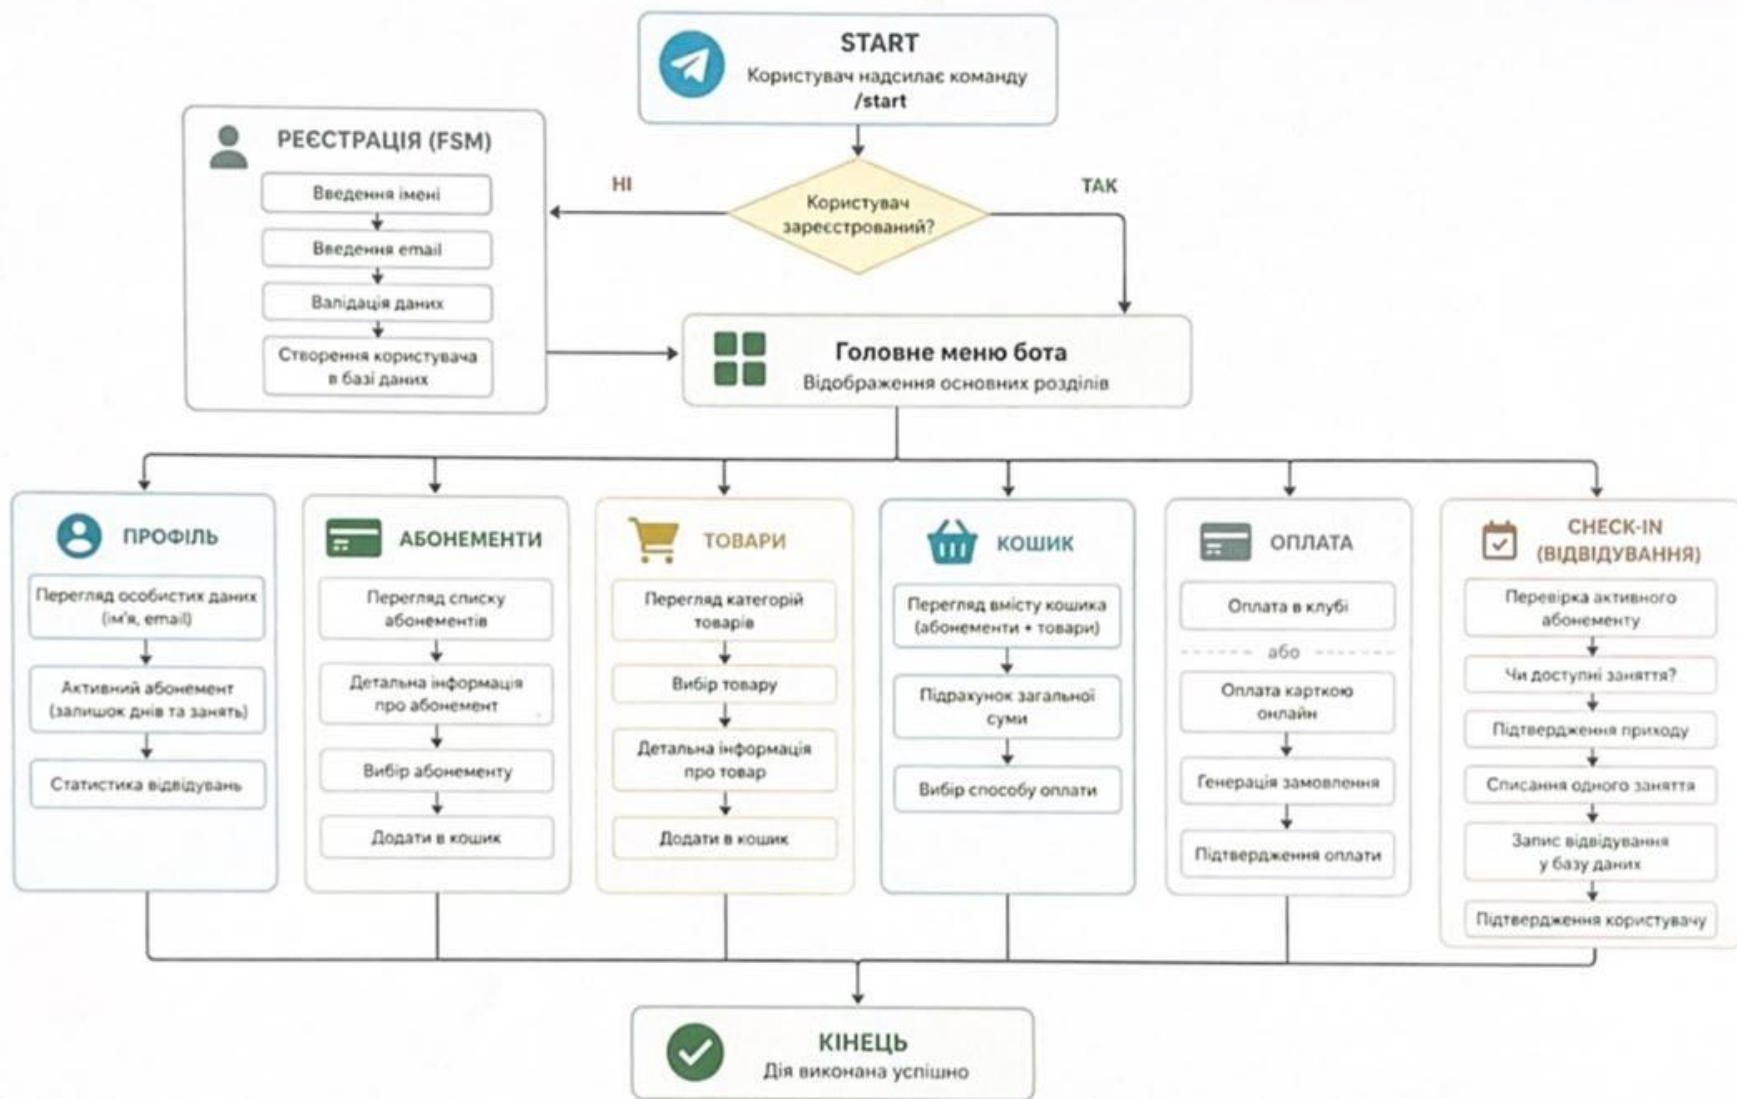 START
Користувач надсилає команду
/start
РЕЄСТРАЦІЯ (FSM)
Введення імені
Введення email
Валідація даних
Створення користувача
в базі даних
НІ
Користувач
зареєстрований?
ТАК
Головне меню бота
Відображення основних розділів
ПРОФІЛЬ
Перегляд особистих даних
(ім'я, email)
Активний абонемент
(залишок днів та занять)
Статистика відвідувань
АБОНЕМЕНТИ
Перегляд списку
абонементів
Детальна інформація
про абонемент
Вибір абонементу
Додати в кошик
ТОВАРИ
Перегляд категорій
товарів
Вибір товару
Детальна інформація
про товар
Додати в кошик
КОШИК
Перегляд вмісту кошика
(абонементи + товари)
Підрахунок загальної
суми
Вибір способу оплати
ОПЛАТА
Оплата в клубі
або
Оплата карткою
онлайн
Генерація замовлення
Підтвердження оплати
CHECK-IN
(ВІДВІДУВАННЯ)
Перевірка активного
абонементу
Чи доступні заняття?
Підтвердження приходу
Списання одного заняття
Запис відвідування
у базу даних
Підтвердження користувачу
КІНЕЦЬ
Дія виконана успішно